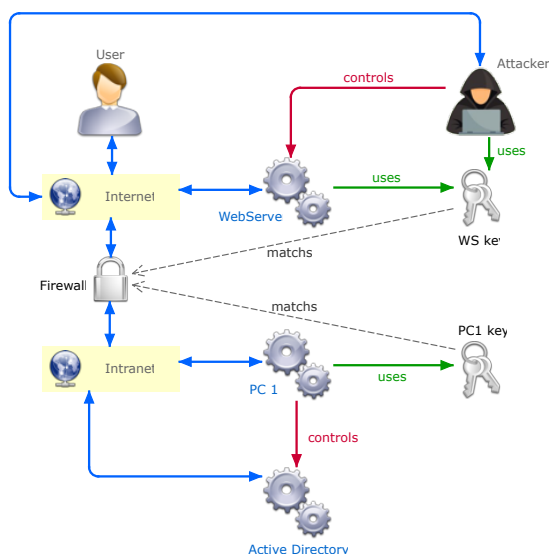 User
Attacker
controls
uses
Internet
uses
WebServe
WS key
matchs
Firewall
matchs
PC1 key
Intranet
PC 1
uses
controls
Active Directory